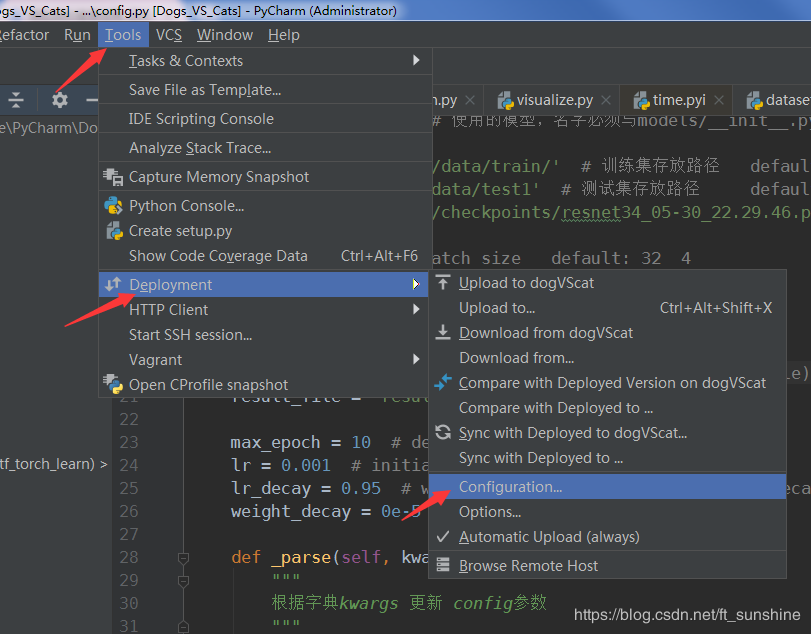 ogs_VS_Cats] - ...\config.py [Dogs_VS_Cats] - PyCharm (Administrator)
efactor Run Tools VCS Window Help
Tasks & Contexts
Save File as Template...
IDE Scripting Console
Analyze Stack Trace...
Capture Memory Snapshot
Python Console...
Create setup.py
Show Code Coverage Data Ctrl+Alt+F6
Deployment
HTTP Client
Start SSH session...
Vagrant
Open CProfile snapshot
Upload to dogVScat
Upload to... Ctrl+Alt+Shift+X
Download from dogVScat
Download from...
Compare with Deployed Version on dogVScat
Compare with Deployed to ...
Sync with Deployed to dogVScat...
Sync with Deployed to ...
Configuration...
Options...
Automatic Upload (always)
Browse Remote Host
n.py visualize.py time.pyi datase
e\PyCharm\Do
# 使用的模型，名字必须与models/__init__.py
/data/train/' # 训练集存放路径 defaul
data/test1' # 测试集存放路径 defaul
/checkpoints/resnet34_05-30_22.29.46.p
atch size default: 32 4
le)
21
22
23 max_epoch = 10 # de
tf_torch_learn) > 24 lr = 0.001 # initia
25 lr_decay = 0.95 # w eca
26 weight_decay = 0e-5
27
28 def _parse(self, kwa
29 """
30 根据字典kwargs 更新 config参数
31 """
https://blog.csdn.net/ft_sunshine